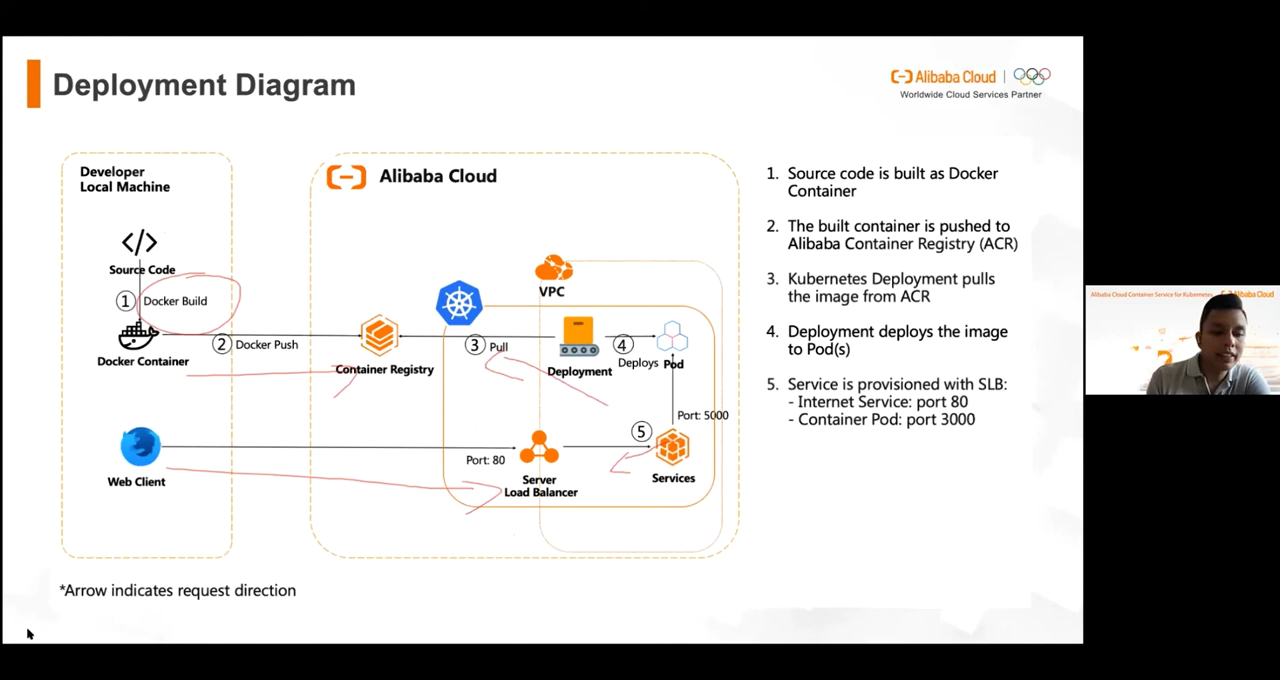 Deployment Diagram
Alibaba Cloud
Worldwide Cloud Services Partner
Developer
Local Machine
Source Code
1 Docker Build
Docker Container
2 Docker Push
Web Client
Alibaba Cloud
Container Registry
3 Pull
VPC
Deployment
4
Deploys
Pod
Port: 5000
5
Port: 80
Server
Load Balancer
Services
1. Source code is built as Docker
Container
2. The built container is pushed to
Alibaba Container Registry (ACR)
3. Kubernetes Deployment pulls
the image from ACR
4. Deployment deploys the image
to Pod(s)
5. Service is provisioned with SLB:
- Internet Service: port 80
- Container Pod: port 3000
*Arrow indicates request direction
Alibaba Cloud Container Service for Kubernetes
Alibaba Cloud